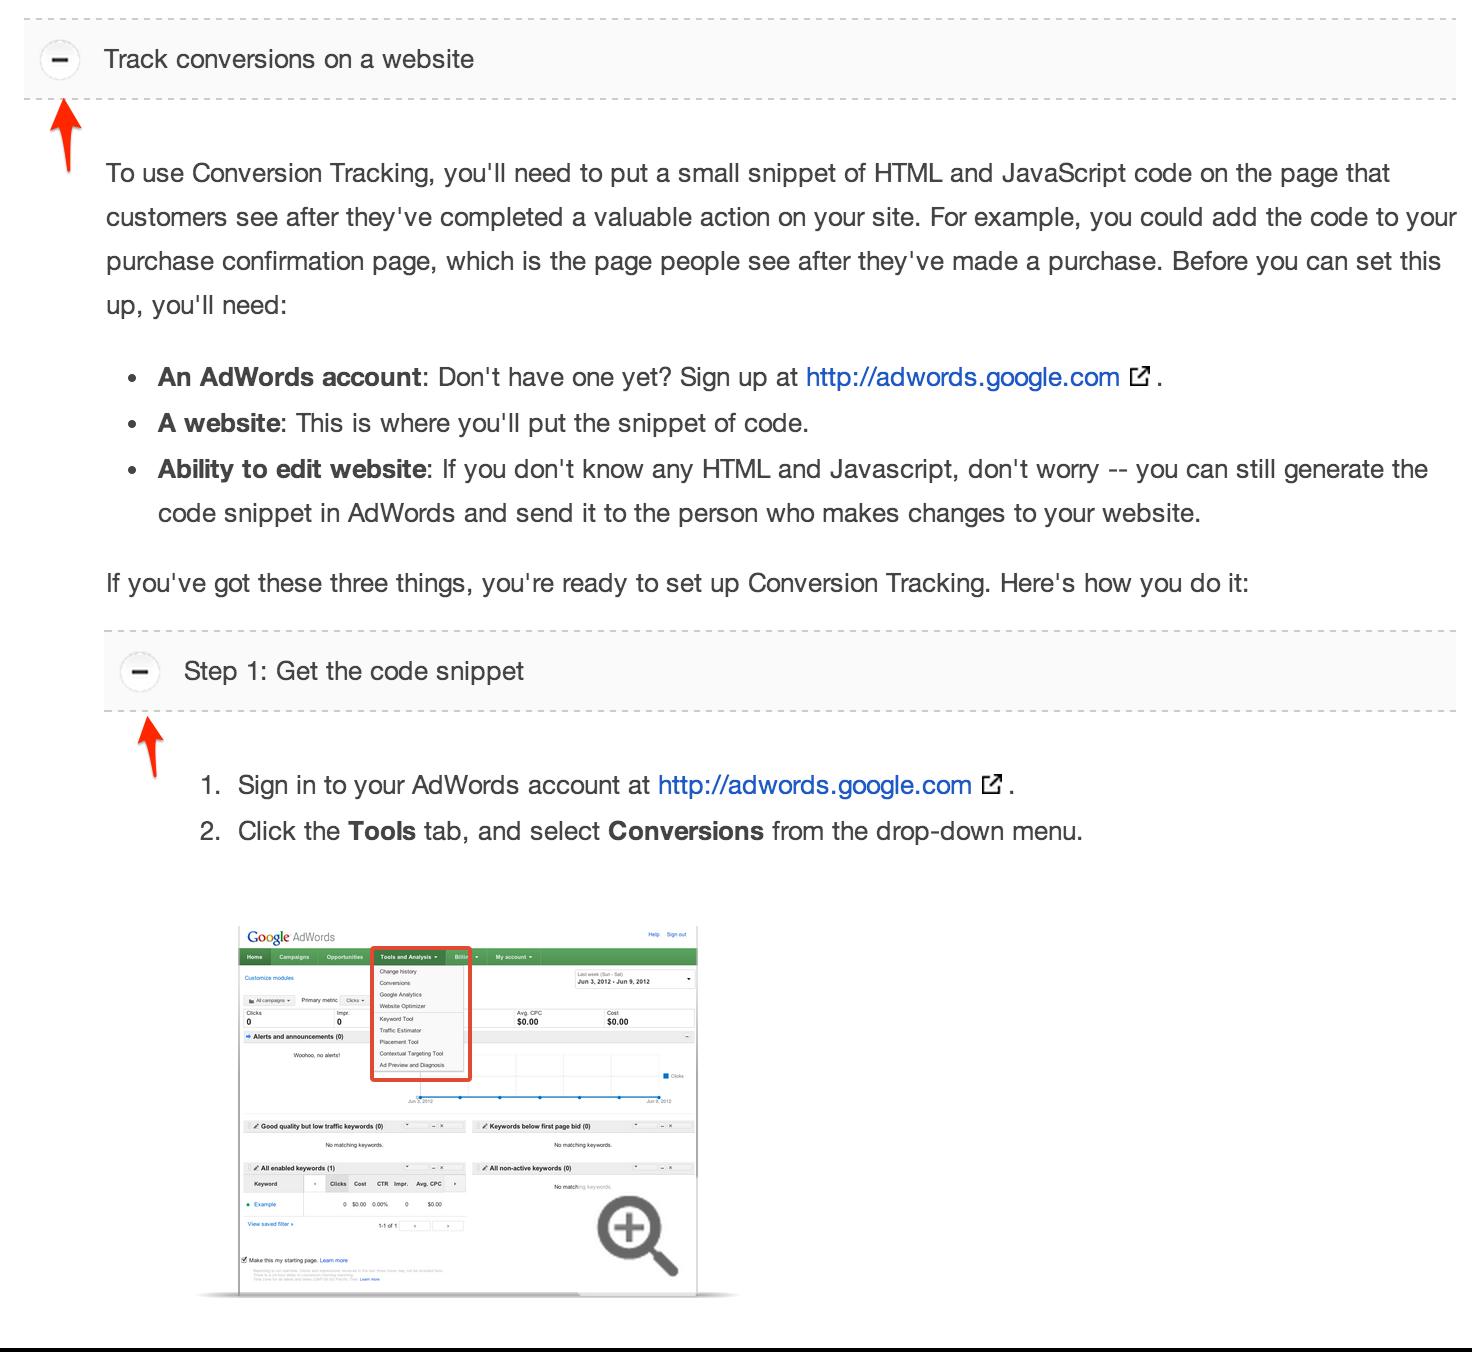 Track conversions on a website
To use Conversion Tracking, you'll need to put a small snippet of HTML and JavaScript code on the page that
customers see after they've completed a valuable action on your site. For example, you could add the code to your
purchase confirmation page, which is the page people see after they've made a purchase. Before you can set this
up, you'll need:
• An AdWords account: Don't have one yet? Sign up at http://adwords.google.com .
• A website: This is where you'll put the snippet of code.
• Ability to edit website: If you don't know any HTML and Javascript, don't worry -- you can still generate the
code snippet in AdWords and send it to the person who makes changes to your website.
If you've got these three things, you're ready to set up Conversion Tracking. Here's how you do it:
Step 1: Get the code snippet
1. Sign in to your AdWords account at http://adwords.google.com .
2. Click the Tools tab, and select Conversions from the drop-down menu.
Google AdWords Help Sign out
Home Campaigns Opportunities Tools and Analysis My account
Change history
Customize modules
Last week (Sun - Sat)
Jun 3, 2012 - Jun 9, 2012
Conversions
Google Analytics
All campaigns Primary metric Clicks
Website Optimizer
Clicks Impr. Avg. CPC Cost
0 0 $0.00 $0.00
Keyword Tool
Traffic Estimator
Alerts and announcements (0)
Placement Tool
Woohoo, no alerts!
Contextual Targeting Tool
Ad Preview and Diagnosis
Clicks
Jun 3, 2012 Jun 9, 2012
Good quality but low traffic keywords (0) Keywords below first page bid (0)
No matching keywords. No matching keywords.
All enabled keywords (1) All non-active keywords (0)
Keyword Clicks Cost CTR Impr. Avg. CPC
No matching keywords.
Example 0 $0.00 0.00% 0 $0.00
View saved filter » 1-1 of 1
Make this my starting page. Learn more
Learn more